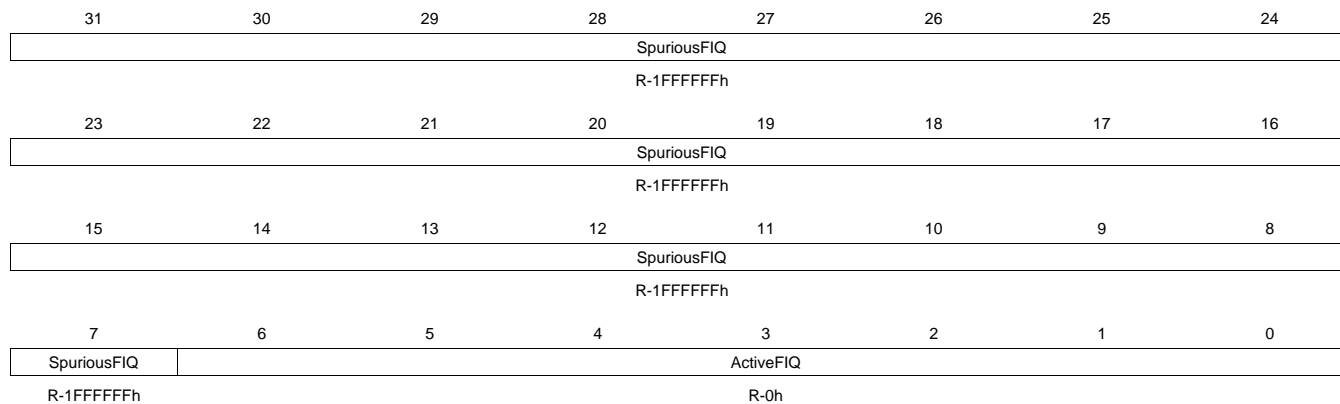 31 30 29 28 27 26 25 24
SpuriousFIQ
R-1FFFFFFh
23 22 21 20 19 18 17 16
SpuriousFIQ
R-1FFFFFFh
15 14 13 12 11 10 9 8
SpuriousFIQ
R-1FFFFFFh
7 6 5 4 3 2 1 0
SpuriousFIQ ActiveFIQ
R-1FFFFFFh R-0h